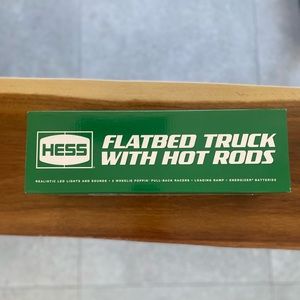 HESS
FLATBED TRUCK
WITH HOT RODS
REALISTIC LED LIGHTS AND SOUNDS • 2 WHEELIE POPPIN' PULL-BACK RACERS • LOADING RAMP • ENERGIZER® BATTERIES